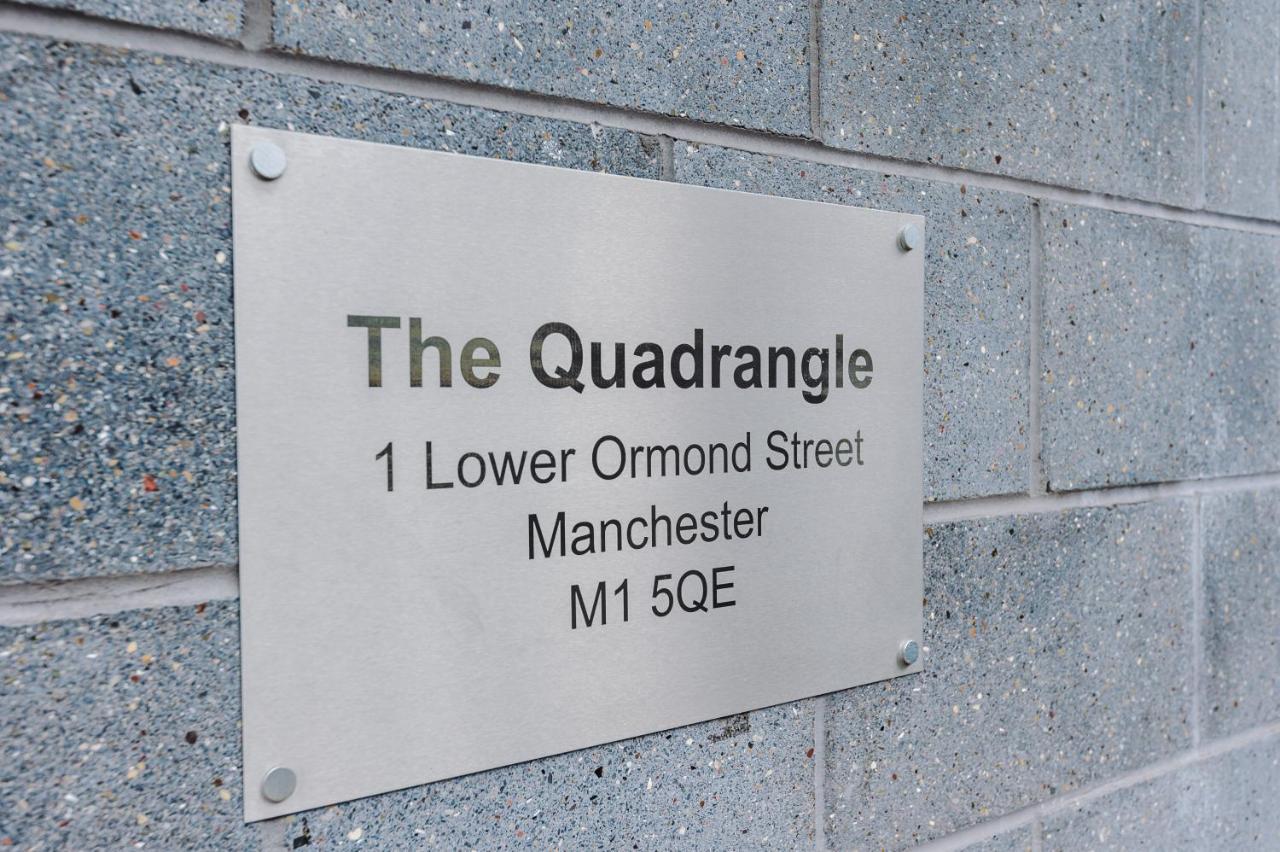 The Quadrangle
1 Lower Ormond Street
Manchester
M1 5QE